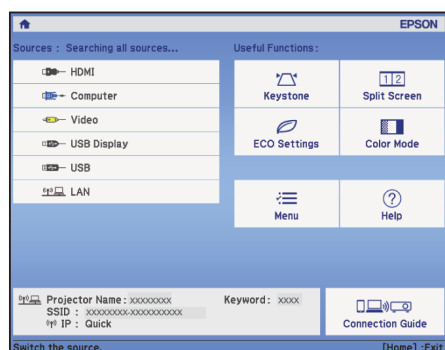 EPSON
Sources : Searching all sources...
HDMI
Computer
Video
USB Display
USB
LAN
Useful Functions :
Keystone
1 2
Split Screen
ECO Settings
Color Mode
Menu
? Help
Projector Name : xxxxxxxx
SSID : xxxxxxxx-xxxxxxxxxx
IP : Quick
Keyword : xxxx
Connection Guide
Switch the source.
[Home] :Exit